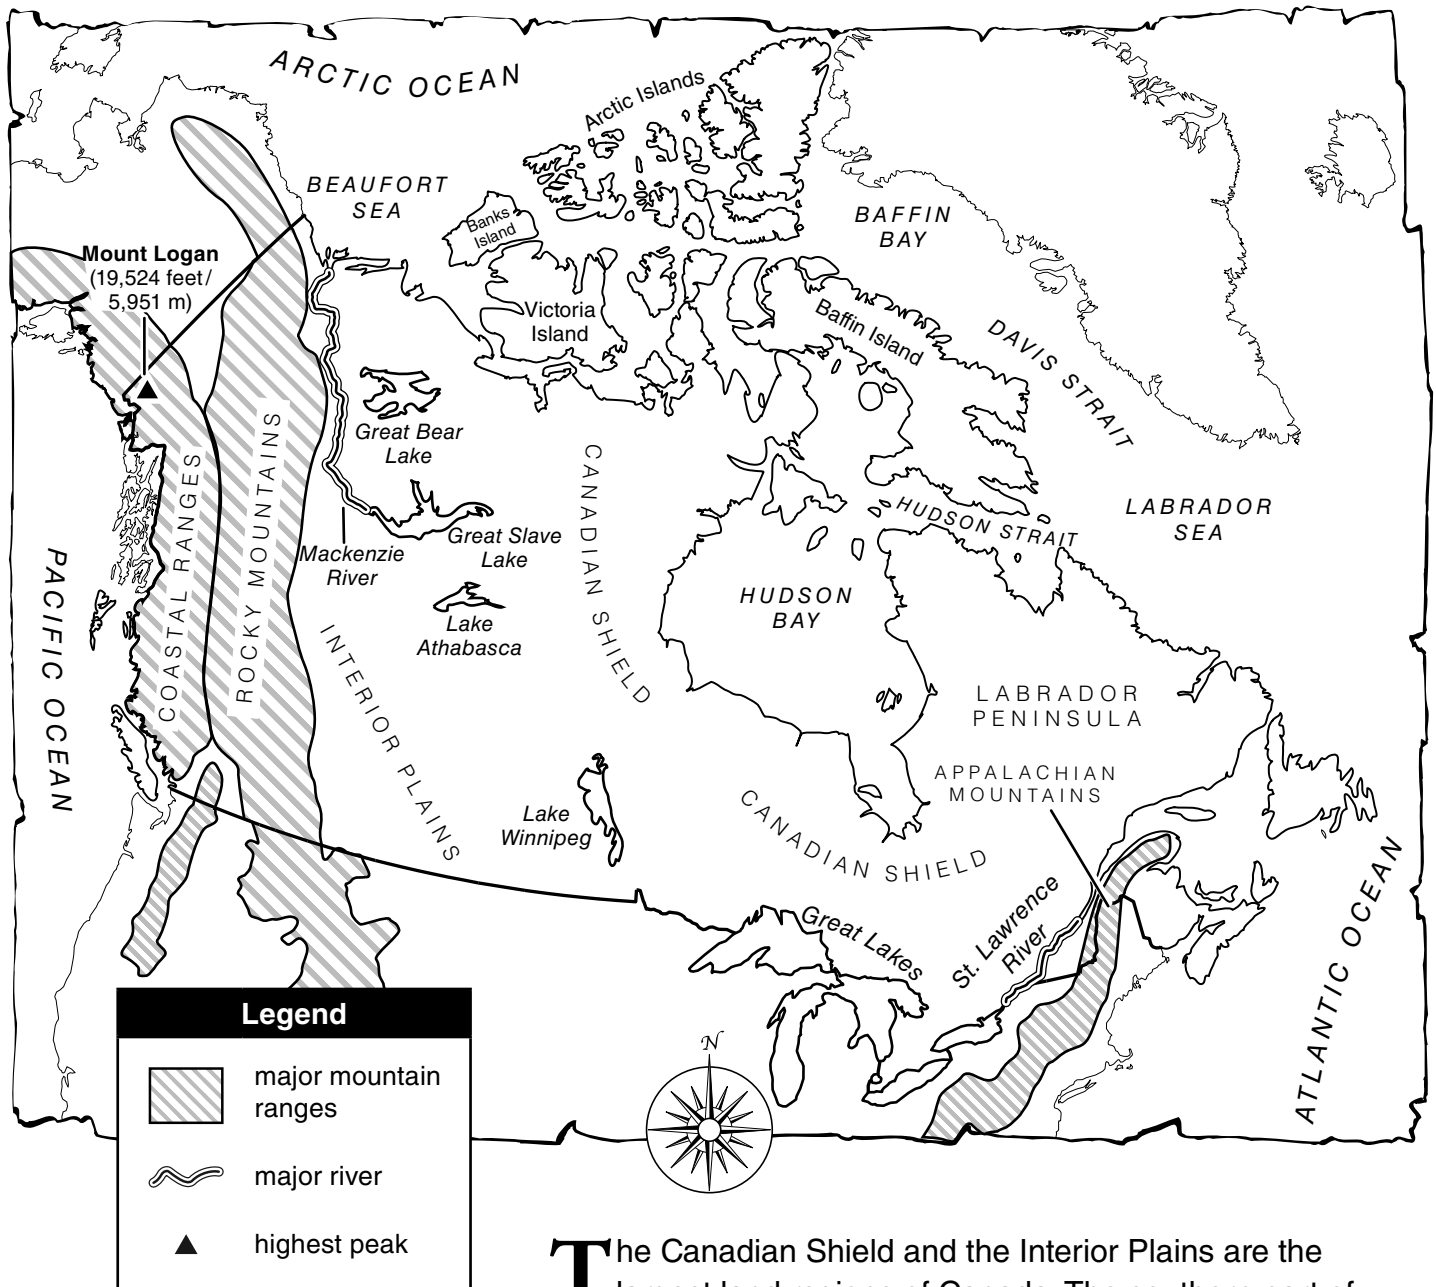 ARCTIC OCEAN
Arctic Islands
BEAUFORT
SEA
Banks
Island
BAFFIN
BAY
Mount Logan
(19,524 feet/
5,951 m)
Victoria
Island
Baffin Island
DAVIS STRAIT
Great Bear
Lake
COASTAL RANGES
ROCKY MOUNTAINS
CANADIAN SHIELD
HUDSON STRAIT
LABRADOR
SEA
Great Slave
Lake
Mackenzie
River
PACIFIC OCEAN
HUDSON
BAY
Lake
Athabasca
INTERIOR PLAINS
LABRADOR
PENINSULA
APPALACHIAN
MOUNTAINS
Lake
Winnipeg
CANADIAN SHIELD
Great Lakes
St. Lawrence
River
ATLANTIC OCEAN
Legend
major mountain
ranges
major river
highest peak
N
The Canadian Shield and the Interior Plains are the